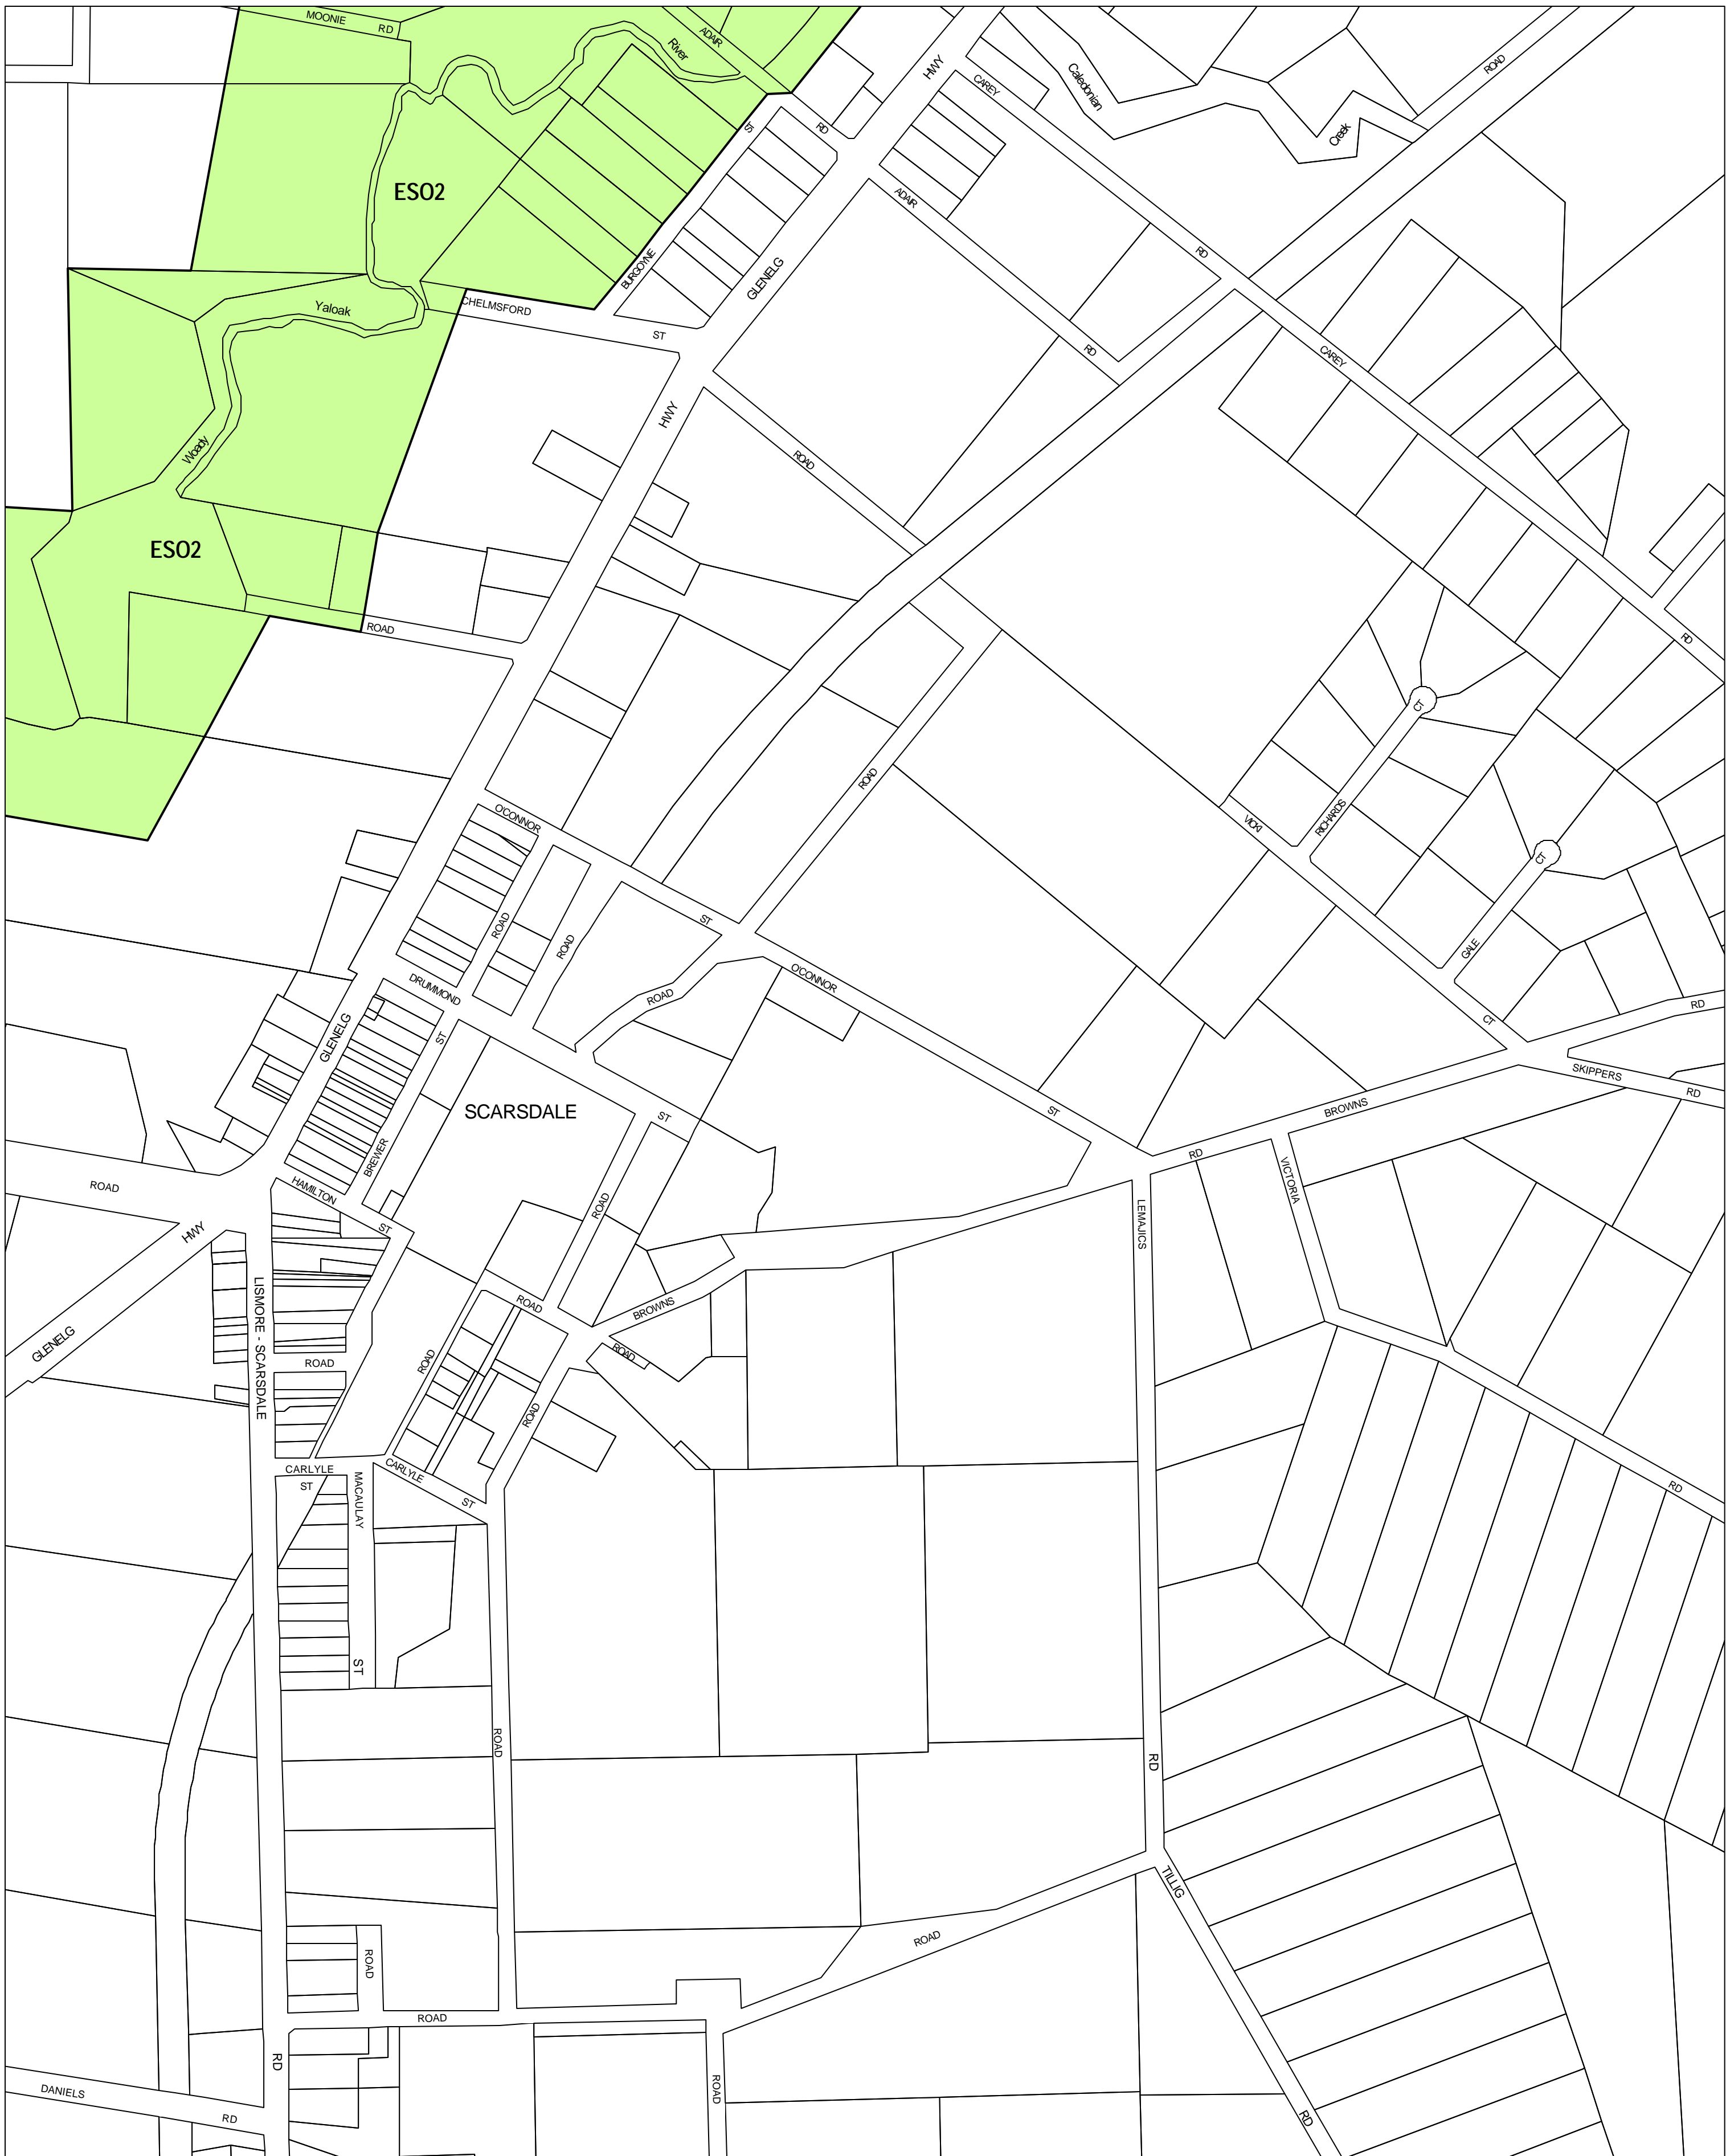 MOONIE
RD
ADAIR
River
HWY
ROAD
Caledonian
CAREY
Creek
ST
RD
ESO2
ADAIR
RD
BURGOYNE
GLENELG
Yaloak
CHELMSFORD
ST
RD
CAREY
HWY
Woady
ROAD
ESO2
ROAD
RD
CT
ROAD
O'CONNOR
VICKI
RICHARDS
CT
ST
ROAD
ROAD
GALE
O'CONNOR
DRUMMOND
ROAD
RD
GLENELG
ST
CT
SKIPPERS
RD
SCARSDALE
ST
ST
BROWNS
BREWER
RD
VICTORIA
ROAD
HAMILTON
ROAD
LEMAJICS
HWY
ST
LISMORE - SCARSDALE
ROAD
BROWNS
GLENELG
ROAD
ROAD
ROAD
ROAD
CARLYLE
ST
MACAULAY
CARLYLE
ST
RD
ST
ROAD
RD
TILLIG
ROAD
ROAD
ROAD
RD
DANIELS
RD
ROAD
RD